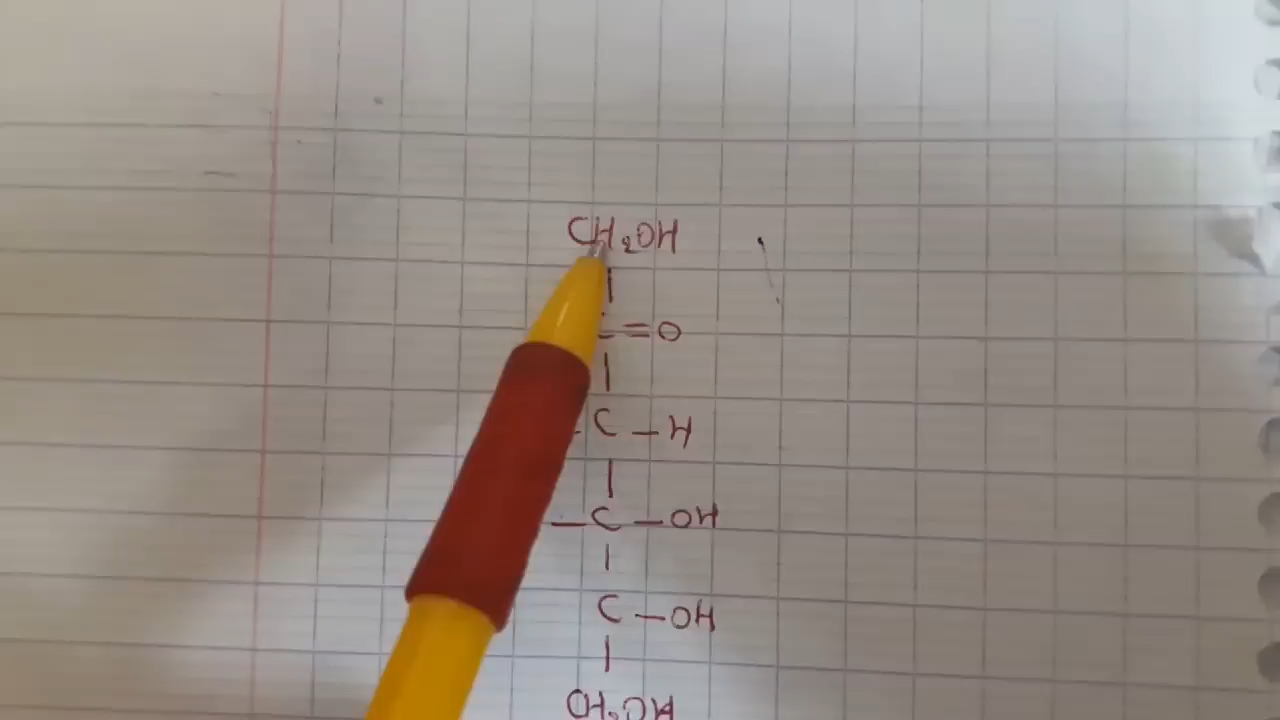 CH₂OH
|
C=O
|
-C-H
|
-C-OH
|
C-OH
|
CH₂OH